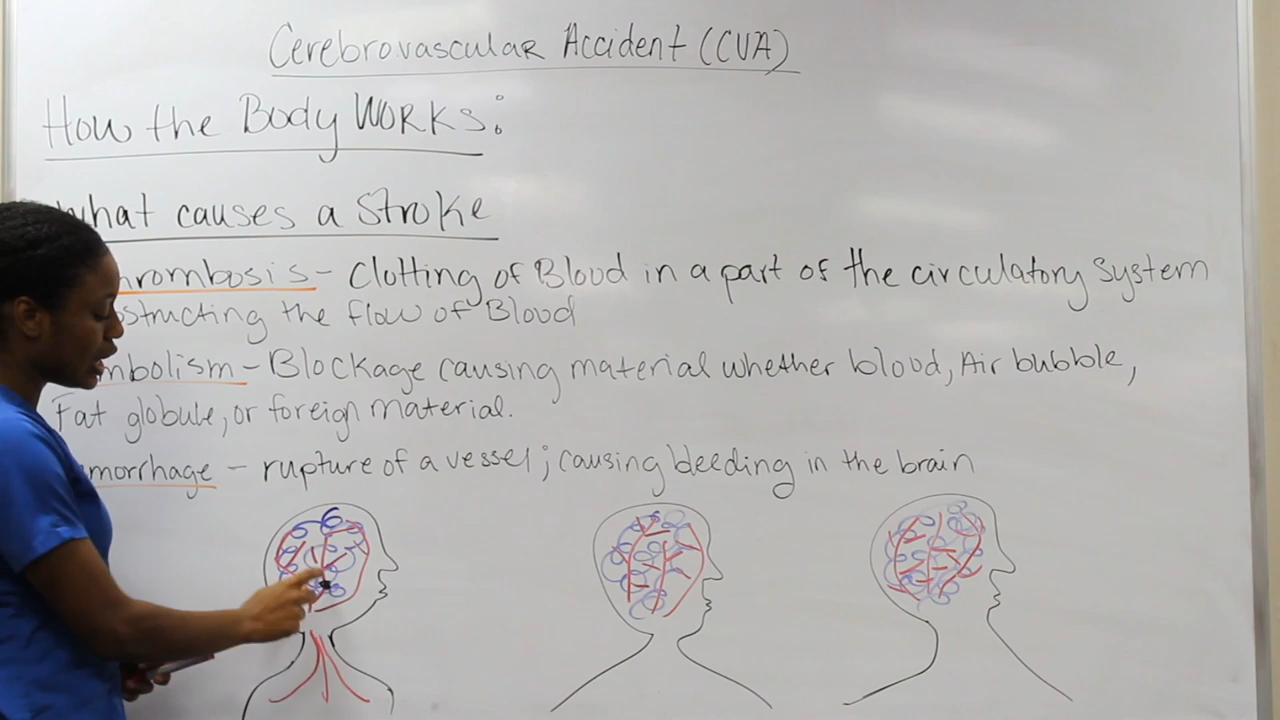 Cerebrovascular Accident (CVA)
How the Body Works:
What causes a Stroke
hrombosis - Clotting of Blood in a part of the circulatory System
structing the flow of Blood
mbolism - Blockage causing material whether blood, Air bubble,
Fat globule, or foreign material.
morrhage - rupture of a vessel; causing bleeding in the brain